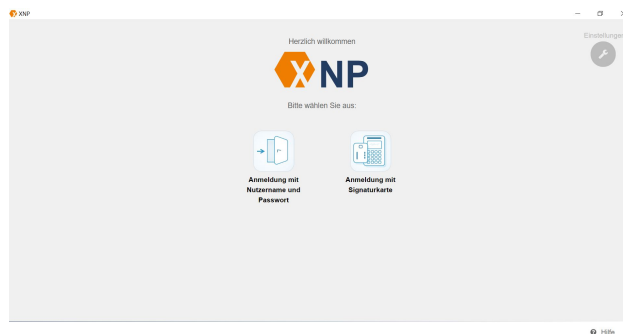 XNP
Einstellungen
Herzlich willkommen
XNP
Bitte wählen Sie aus:
Anmeldung mit
Nutzername und
Passwort
Anmeldung mit
Signaturkarte
Hilfe